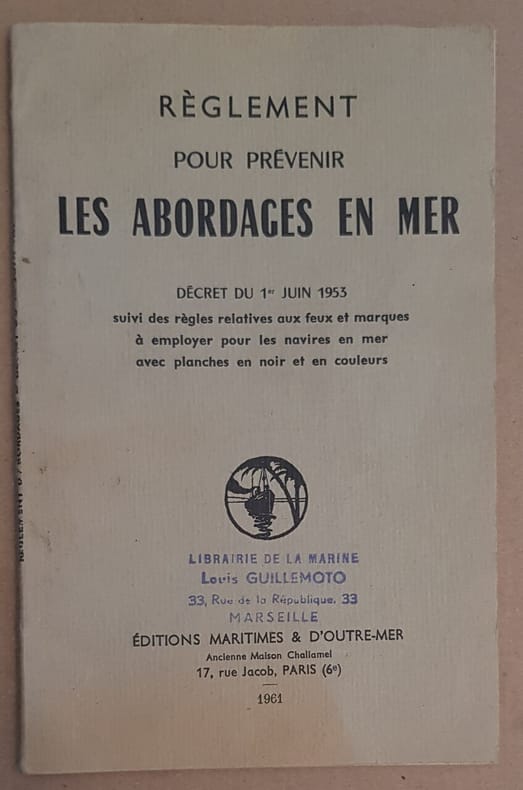 RÈGLEMENT
POUR PRÉVENIR
LES ABORDAGES EN MER
DÉCRET DU 1er JUIN 1953
suivi des règles relatives aux feux et marques
à employer pour les navires en mer
avec planches en noir et en couleurs
LIBRAIRIE DE LA MARINE
Louis GUILLEMOTO
33, Rue de la République, 33
MARSEILLE
ÉDITIONS MARITIMES & D'OUTRE-MER
Ancienne Maison Challamel
17, rue Jacob, PARIS (6e)
1961